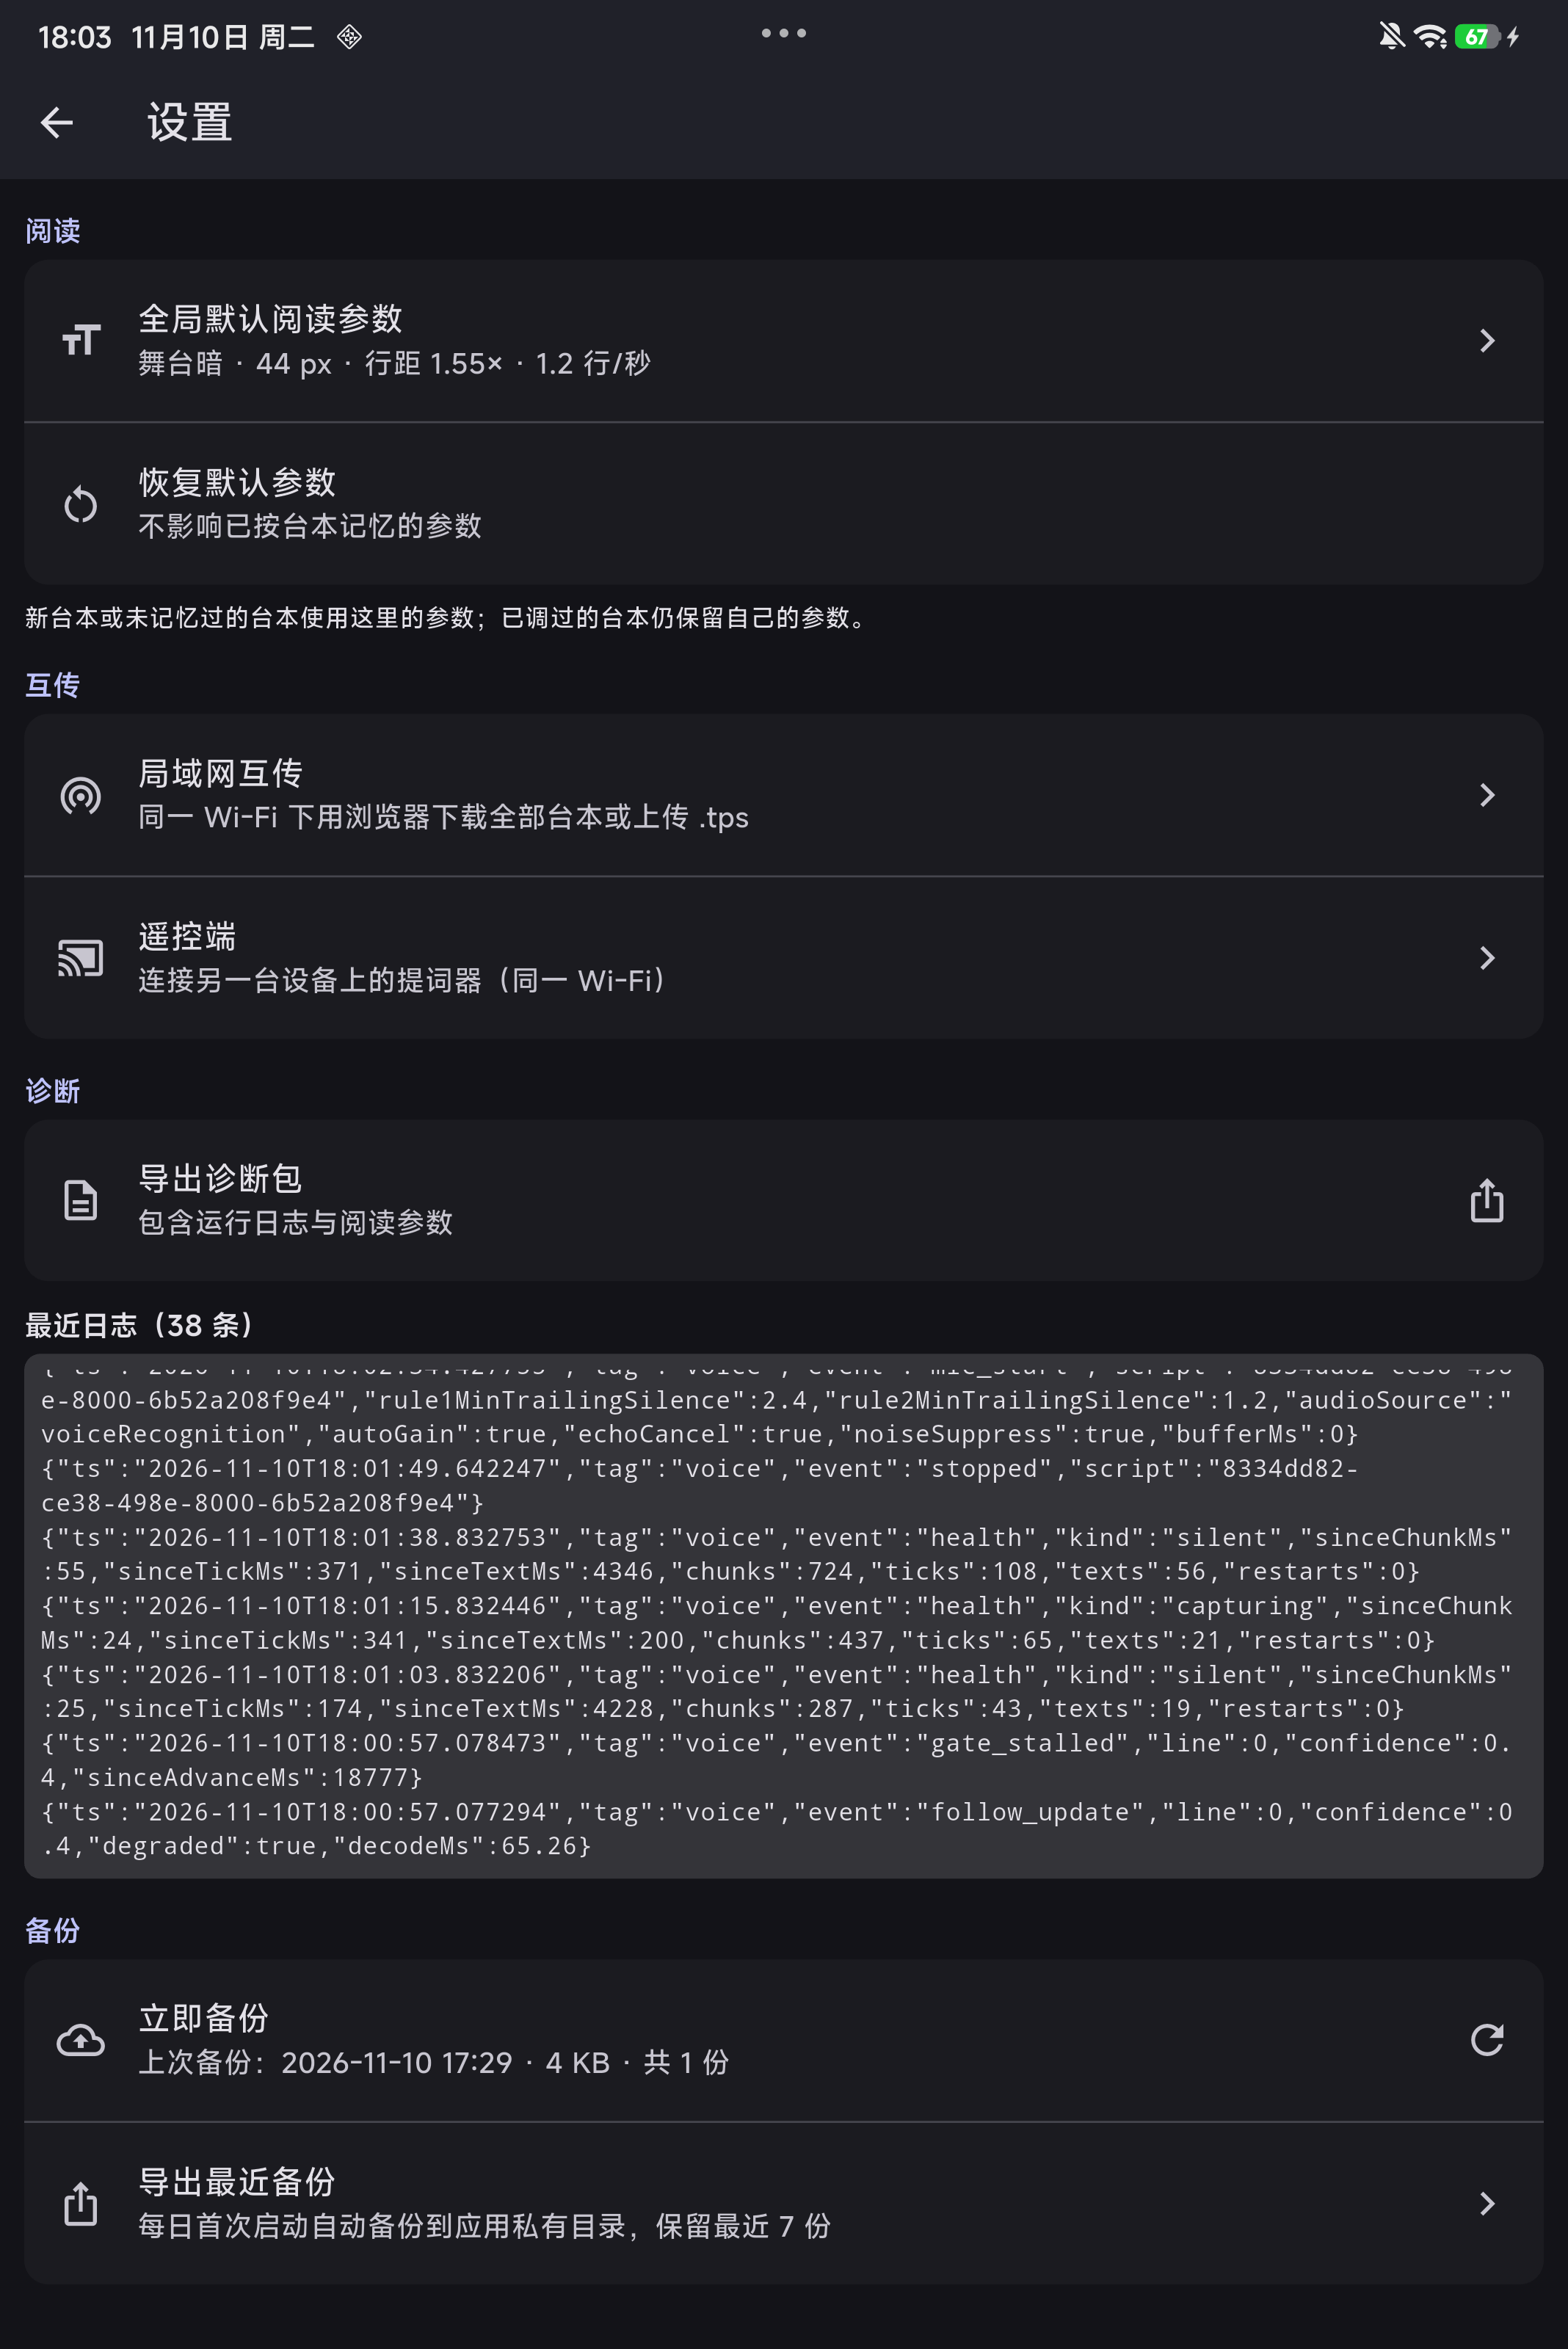 18:03 11月10日 周二
67
设置
阅读
全局默认阅读参数
舞台暗 · 44 px · 行距 1.55× · 1.2 行/秒
恢复默认参数
不影响已按台本记忆的参数
新台本或未记忆过的台本使用这里的参数；已调过的台本仍保留自己的参数。
互传
局域网互传
同一 Wi-Fi 下用浏览器下载全部台本或上传 .tps
遥控端
连接另一台设备上的提词器（同一 Wi-Fi）
诊断
导出诊断包
包含运行日志与阅读参数
最近日志（38 条）
e-8000-6b52a208f9e4","rule1MinTrailingSilence":2.4,"rule2MinTrailingSilence":1.2,"audioSource":"
voiceRecognition","autoGain":true,"echoCancel":true,"noiseSuppress":true,"bufferMs":0}
{"ts":"2026-11-10T18:01:49.642247","tag":"voice","event":"stopped","script":"8334dd82-
ce38-498e-8000-6b52a208f9e4"}
{"ts":"2026-11-10T18:01:38.832753","tag":"voice","event":"health","kind":"silent","sinceChunkMs"
:55,"sinceTickMs":371,"sinceTextMs":4346,"chunks":724,"ticks":108,"texts":56,"restarts":0}
{"ts":"2026-11-10T18:01:15.832446","tag":"voice","event":"health","kind":"capturing","sinceChunk
Ms":24,"sinceTickMs":341,"sinceTextMs":200,"chunks":437,"ticks":65,"texts":21,"restarts":0}
{"ts":"2026-11-10T18:01:03.832206","tag":"voice","event":"health","kind":"silent","sinceChunkMs"
:25,"sinceTickMs":174,"sinceTextMs":4228,"chunks":287,"ticks":43,"texts":19,"restarts":0}
{"ts":"2026-11-10T18:00:57.078473","tag":"voice","event":"gate_stalled","line":0,"confidence":0.
4,"sinceAdvanceMs":18777}
{"ts":"2026-11-10T18:00:57.077294","tag":"voice","event":"follow_update","line":0,"confidence":0
.4,"degraded":true,"decodeMs":65.26}
备份
立即备份
上次备份：2026-11-10 17:29 · 4 KB · 共 1 份
导出最近备份
每日首次启动自动备份到应用私有目录，保留最近 7 份